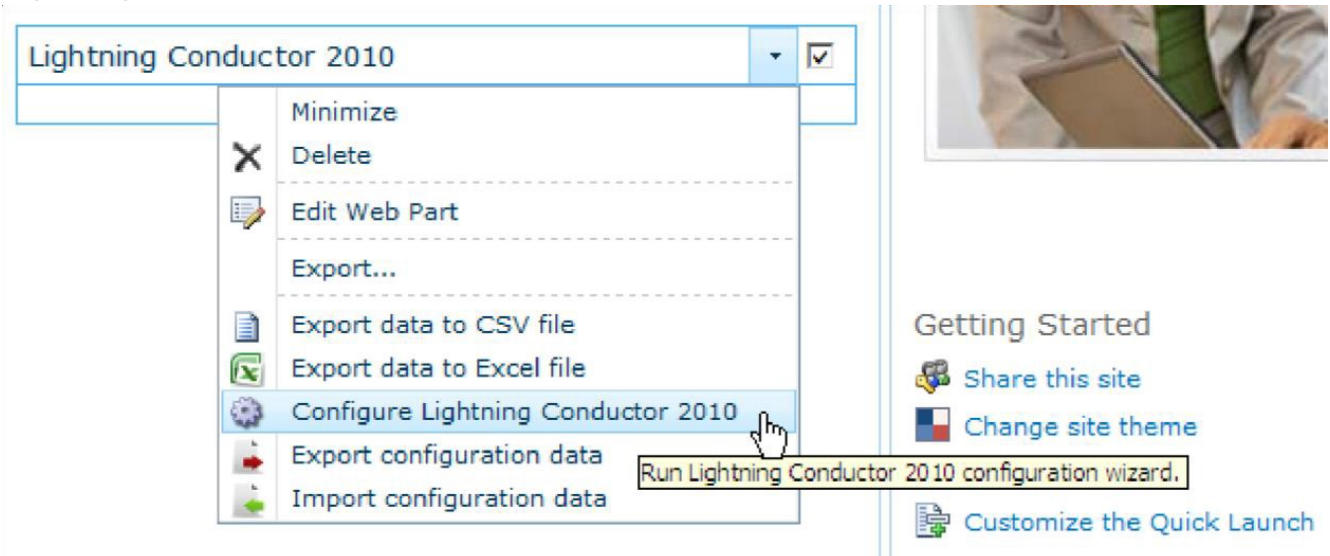 Lightning Conductor 2010
Minimize
Delete
Edit Web Part
Export...
Export data to CSV file
Export data to Excel file
Configure Lightning Conductor 2010
Export configuration data
Import configuration data
Run Lightning Conductor 2010 configuration wizard.
Getting Started
Share this site
Change site theme
Customize the Quick Launch